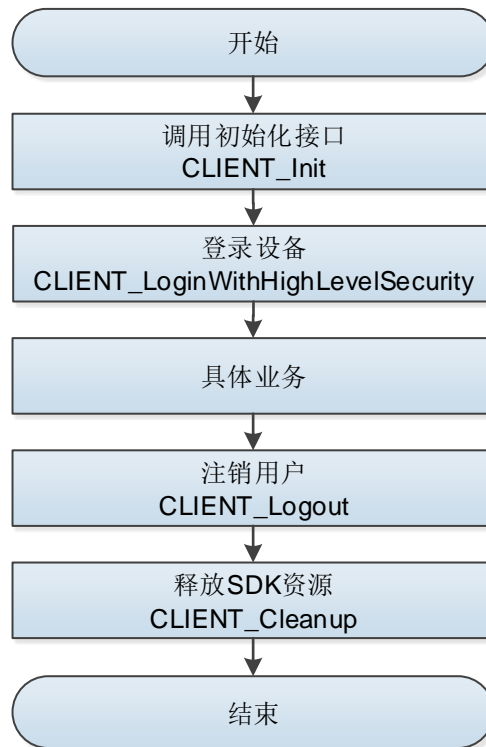 开始
调用初始化接口
CLIENT_Init
登录设备
CLIENT_LoginWithHighLevelSecurity
具体业务
注销用户
CLIENT_Logout
释放SDK资源
CLIENT_Cleanup
结束